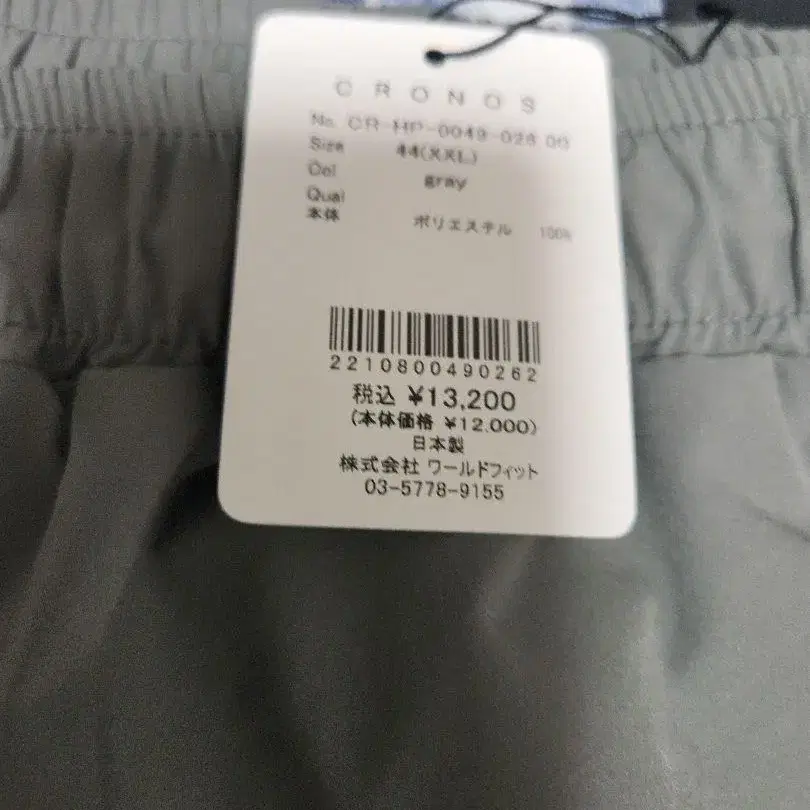 CRONOS
No. CR-HP-0049-026 00
Size 44(XXL)
Col gray
Qual
本体 ポリエステル 100%
2210800490262
税込 ¥13,200
(本体価格 ¥12,000)
日本製
株式会社 ワールドフィット
03-5778-9155